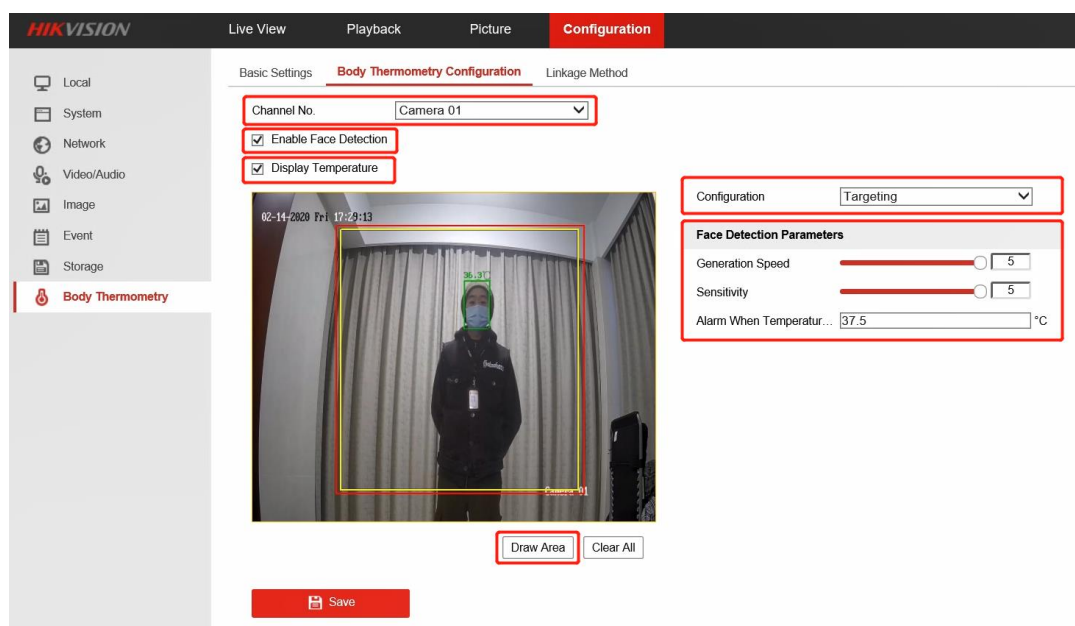 HIKVISION
Live View Playback Picture Configuration
Local
System
Network
Video/Audio
Image
Event
Storage
Body Thermometry
Basic Settings Body Thermometry Configuration Linkage Method
Channel No. Camera 01
Enable Face Detection
Display Temperature
02-14-2020 Fri 17:29:13
36.3°C
Camera 01
Configuration Targeting
Face Detection Parameters
Generation Speed 5
Sensitivity 5
Alarm When Temperatur... 37.5 °C
Draw Area Clear All
Save